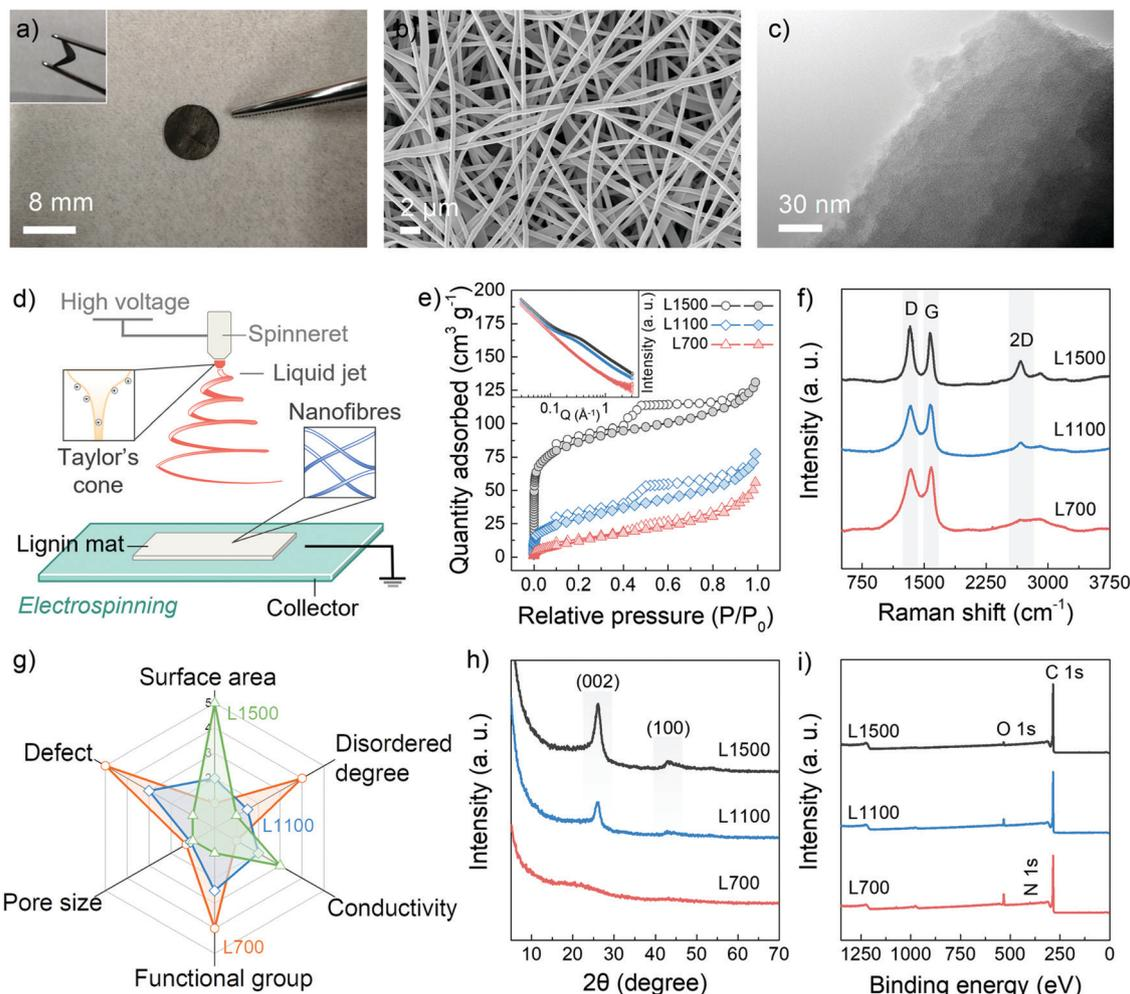 a)
8 mm
b)
2 μm
c)
30 nm
d)
High voltage
Spinneret
Liquid jet
Nanofibres
Taylor's
cone
Lignin mat
Electrospinning
Collector
e)
Quantity adsorbed (cm³ g⁻¹)
200
175
150
125
100
75
50
25
0
0.0 0.2 0.4 0.6 0.8 1.0
Relative pressure (P/P₀)
0.1 Q (Å⁻¹) 1
Intensity (a. u.)
L1500
L1100
L700
f)
Intensity (a. u.)
D G
2D
L1500
L1100
L700
750 1500 2250 3000 3750
Raman shift (cm⁻¹)
g)
Surface area
5
4
3
2
L1500
Defect
Disordered
degree
L1100
Pore size
Conductivity
L700
Functional group
h)
Intensity (a. u.)
(002)
(100)
L1500
L1100
L700
10 20 30 40 50 60 70
2θ (degree)
i)
Intensity (a. u.)
C 1s
L1500
O 1s
L1100
L700
N 1s
1250 1000 750 500 250 0
Binding energy (eV)